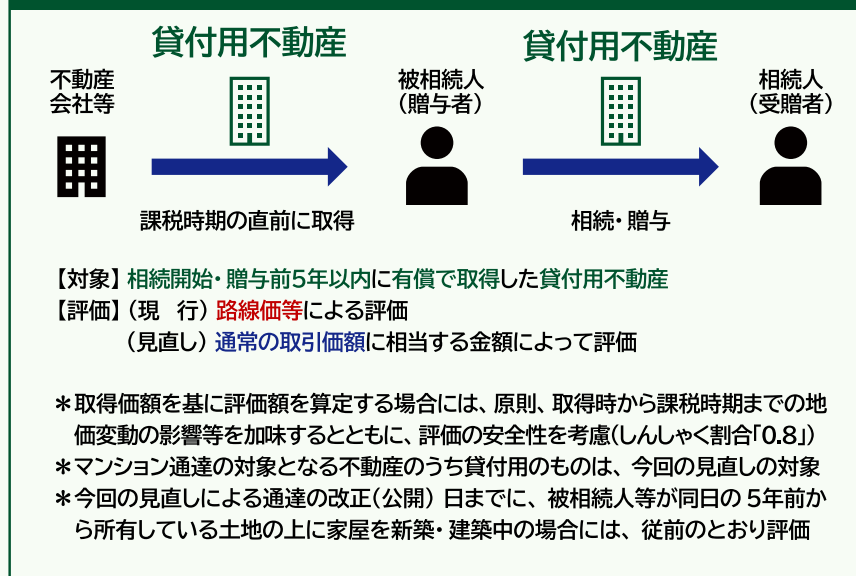 貸付用不動産
貸付用不動産
不動産
会社等
被相続人
（贈与者）
相続人
（受贈者）
課税時期の直前に取得
相続・贈与
【対象】相続開始・贈与前5年以内に有償で取得した貸付用不動産
【評価】（現　行）路線価等による評価
（見直し）通常の取引価額に相当する金額によって評価
＊取得価額を基に評価額を算定する場合には、原則、取得時から課税時期までの地
価変動の影響等を加味するとともに、評価の安全性を考慮(しんしゃく割合「0.8」)
＊マンション通達の対象となる不動産のうち貸付用のものは、今回の見直しの対象
＊今回の見直しによる通達の改正（公開）日までに、被相続人等が同日の5年前か
ら所有している土地の上に家屋を新築・建築中の場合には、従前のとおり評価